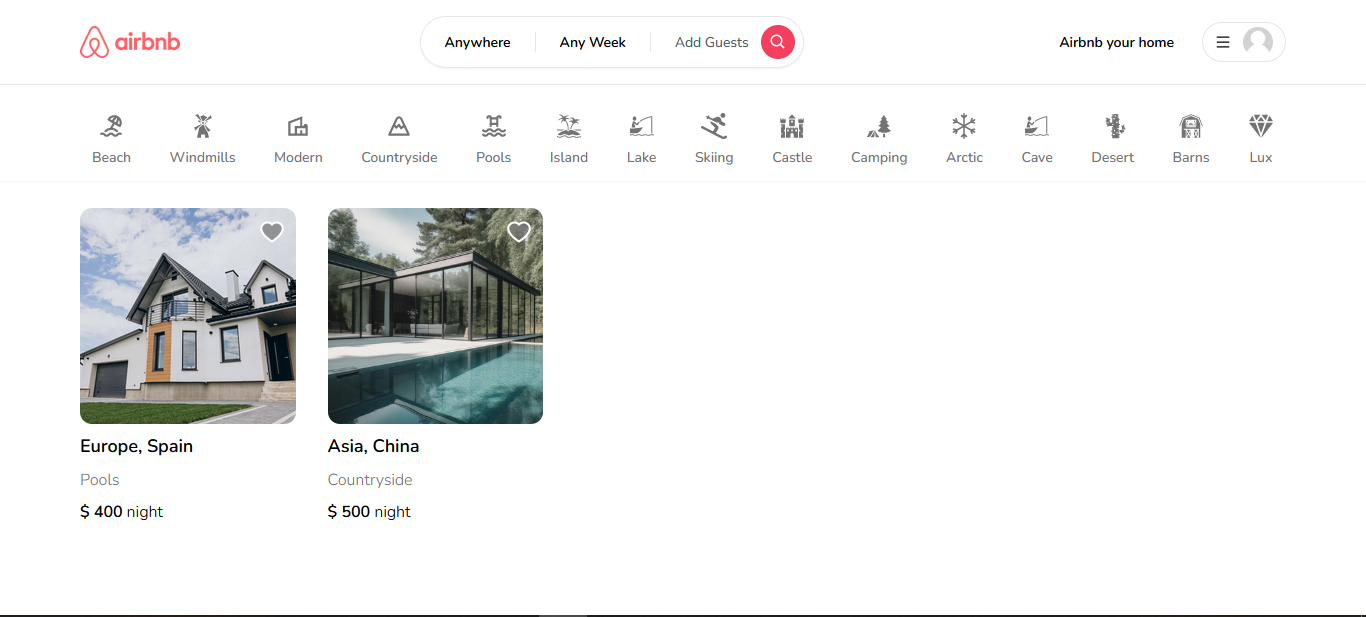 airbnb
Anywhere Any Week Add Guests
Airbnb your home
Beach Windmills Modern Countryside Pools Island Lake Skiing Castle Camping Arctic Cave Desert Barns Lux
Europe, Spain
Pools
$ 400 night
Asia, China
Countryside
$ 500 night